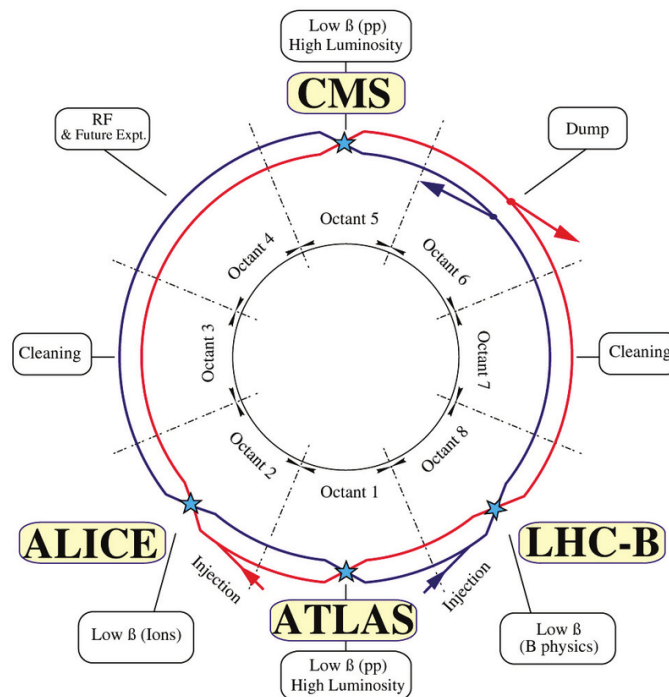 Low ß (pp)
High Luminosity
CMS
RF
& Future Expt.
Dump
Octant 5
Octant 4
Octant 6
Cleaning
Octant 3
Octant 7
Cleaning
Octant 2
Octant 8
Octant 1
ALICE
LHC-B
Injection
Injection
ATLAS
Low ß (Ions)
Low ß (pp)
High Luminosity
Low ß
(B physics)